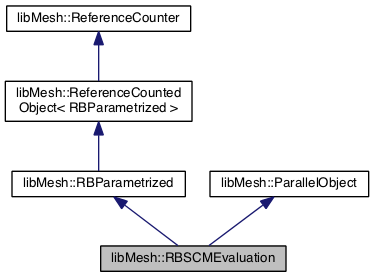 libMesh::ReferenceCounter
libMesh::ReferenceCounted
Object< RBParametrized >
libMesh::RBParametrized
libMesh::ParallelObject
libMesh::RBSCMEvaluation